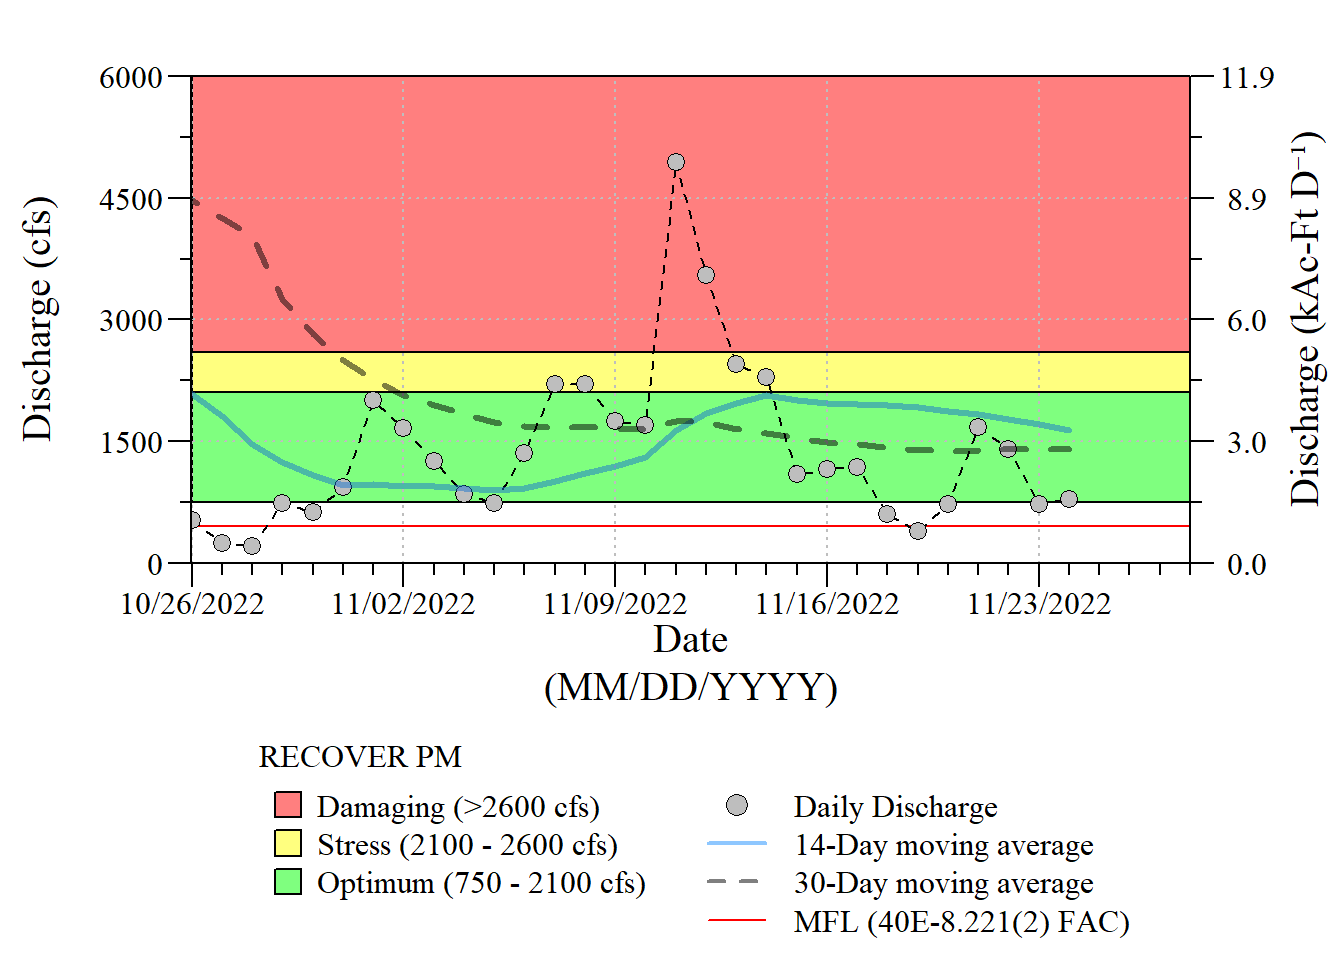 6000
4500
3000
1500
0
Discharge (cfs)
11.9
8.9
6.0
3.0
0.0
Discharge (kAc-Ft D⁻¹)
10/26/2022 11/02/2022 11/09/2022 11/16/2022 11/23/2022
Date
(MM/DD/YYYY)
RECOVER PM
Damaging (>2600 cfs)
Stress (2100 - 2600 cfs)
Optimum (750 - 2100 cfs)
Daily Discharge
14-Day moving average
30-Day moving average
MFL (40E-8.221(2) FAC)